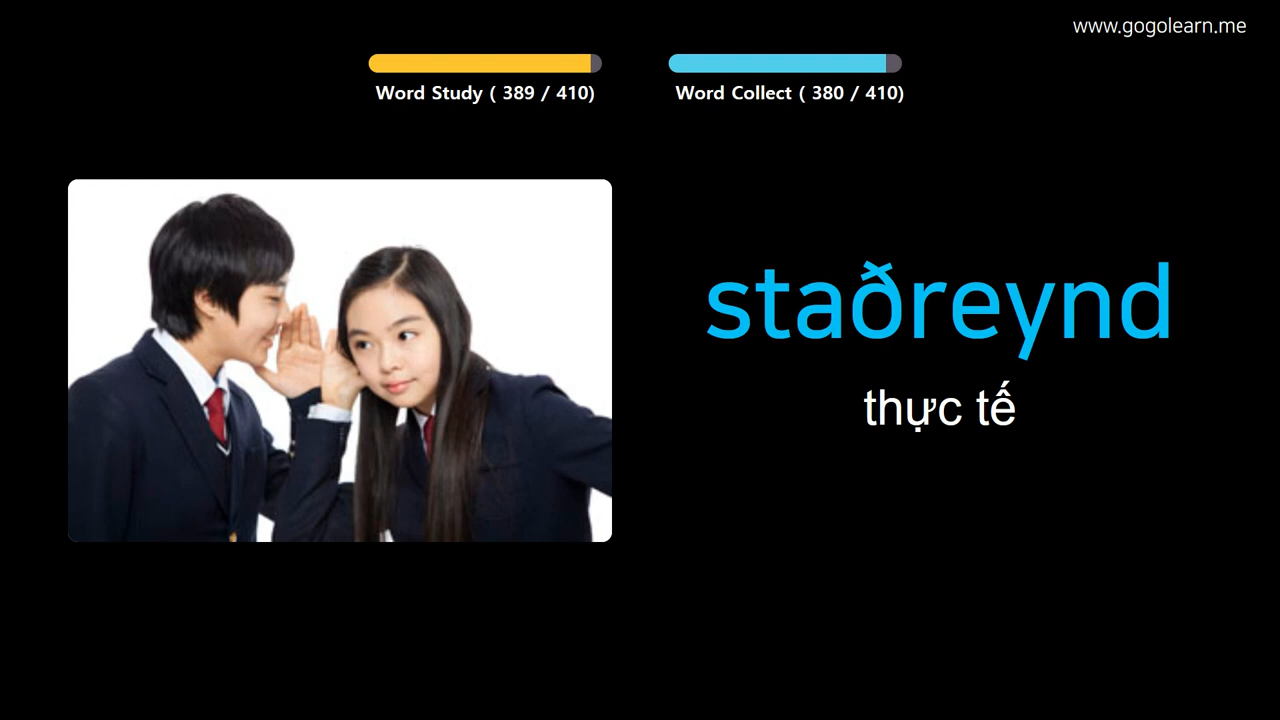 www.gogolearn.me
Word Study ( 389 / 410)
Word Collect ( 380 / 410)
staðreynd
thực tế